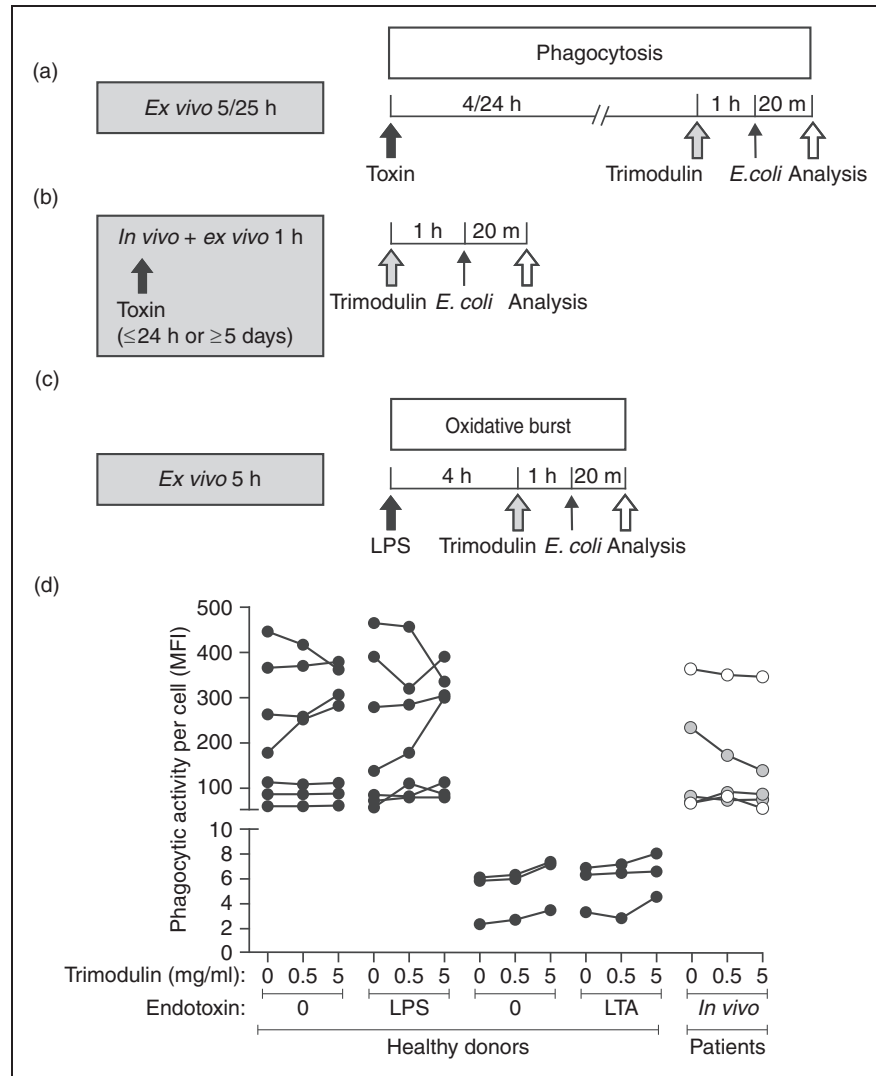 (a)
Phagocytosis
Ex vivo 5/25 h
4/24 h
1 h
20 m
Toxin
Trimodulin
E.coli
Analysis
(b)
In vivo + ex vivo 1 h
Toxin
(≤24 h or ≥5 days)
1 h
20 m
Trimodulin
E. coli
Analysis
(c)
Oxidative burst
Ex vivo 5 h
4 h
1 h
20 m
LPS
Trimodulin
E. coli
Analysis
(d)
Phagocytic activity per cell (MFI)
500
400
300
200
100
10
8
6
4
2
0
Trimodulin (mg/ml): 0 0.5 5 0 0.5 5 0 0.5 5 0 0.5 5 0 0.5 5
Endotoxin: 0 LPS 0 LTA In vivo
Healthy donors Patients